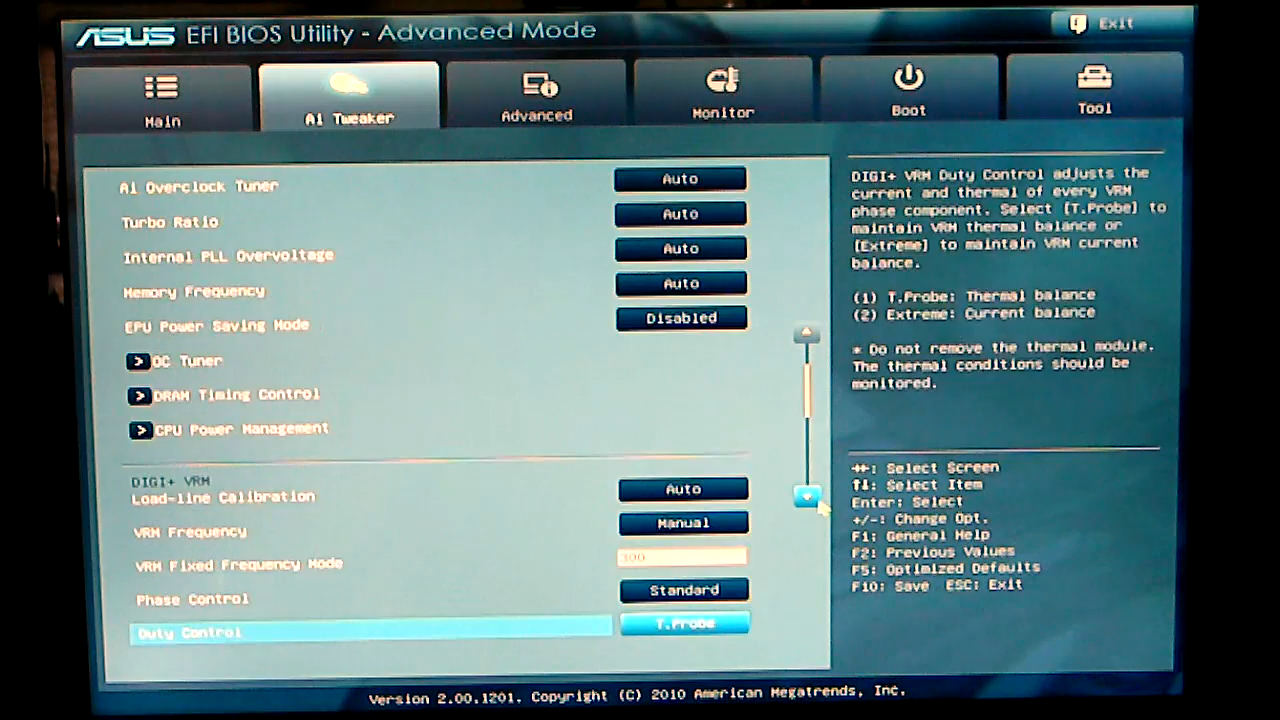 ASUS EFI BIOS Utility - Advanced Mode
Exit
Main
Ai Tweaker
Advanced
Monitor
Boot
Tool
Ai Overclock Tuner
Auto
Turbo Ratio
Auto
Internal PLL Overvoltage
Auto
Memory Frequency
Auto
EPU Power Saving Mode
Disabled
> OC Tuner
> DRAM Timing Control
> CPU Power Management
DIGI+ VRM
Load-line Calibration
Auto
VRM Frequency
Manual
VRM Fixed Frequency Mode
300
Phase Control
Standard
Duty Control
T.Probe
DIGI+ VRM Duty Control adjusts the
current and thermal of every VRM
phase component. Select [T.Probe] to
maintain VRM thermal balance or
[Extreme] to maintain VRM current
balance.
(1) T.Probe: Thermal balance
(2) Extreme: Current balance
* Do not remove the thermal module.
The thermal conditions should be
monitored.
→←: Select Screen
↑↓: Select Item
Enter: Select
+/-: Change Opt.
F1: General Help
F2: Previous Values
F5: Optimized Defaults
F10: Save ESC: Exit
Version 2.00.1201. Copyright (C) 2010 American Megatrends, Inc.